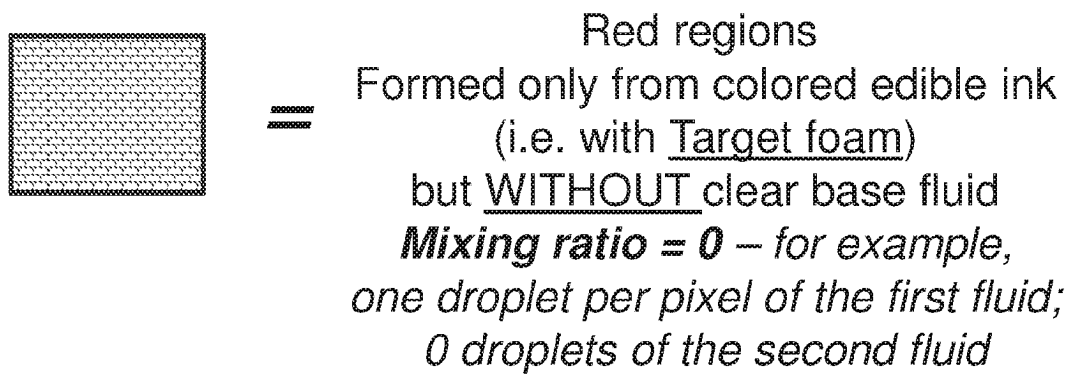 Red regions
= Formed only from colored edible ink
(i.e. with Target foam)
but WITHOUT clear base fluid
Mixing ratio = 0 – for example,
one droplet per pixel of the first fluid;
0 droplets of the second fluid